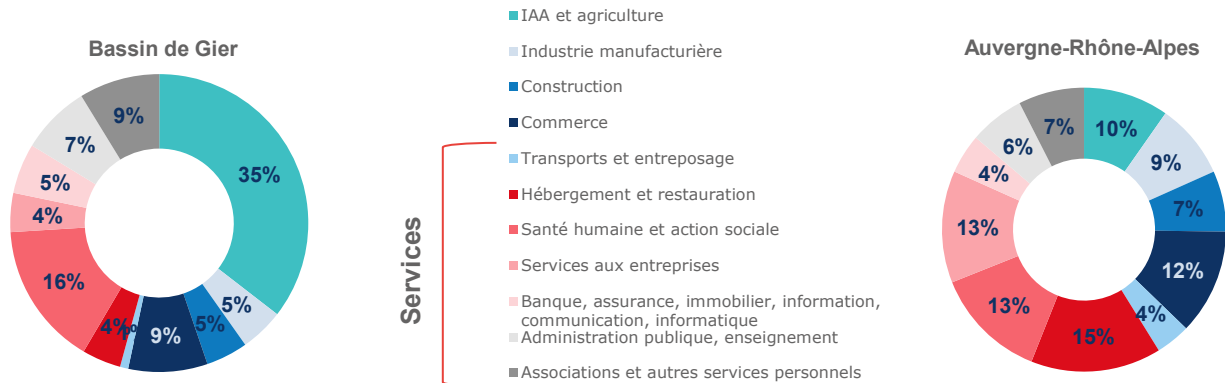 Bassin de Gier
35%
5%
5%
9%
1%
4%
16%
4%
5%
7%
9%
IAA et agriculture
Industrie manufacturière
Construction
Commerce
Services
Transports et entreposage
Hébergement et restauration
Santé humaine et action sociale
Services aux entreprises
Banque, assurance, immobilier, information,
communication, informatique
Administration publique, enseignement
Associations et autres services personnels
Auvergne-Rhône-Alpes
10%
9%
7%
12%
4%
15%
13%
13%
4%
6%
7%